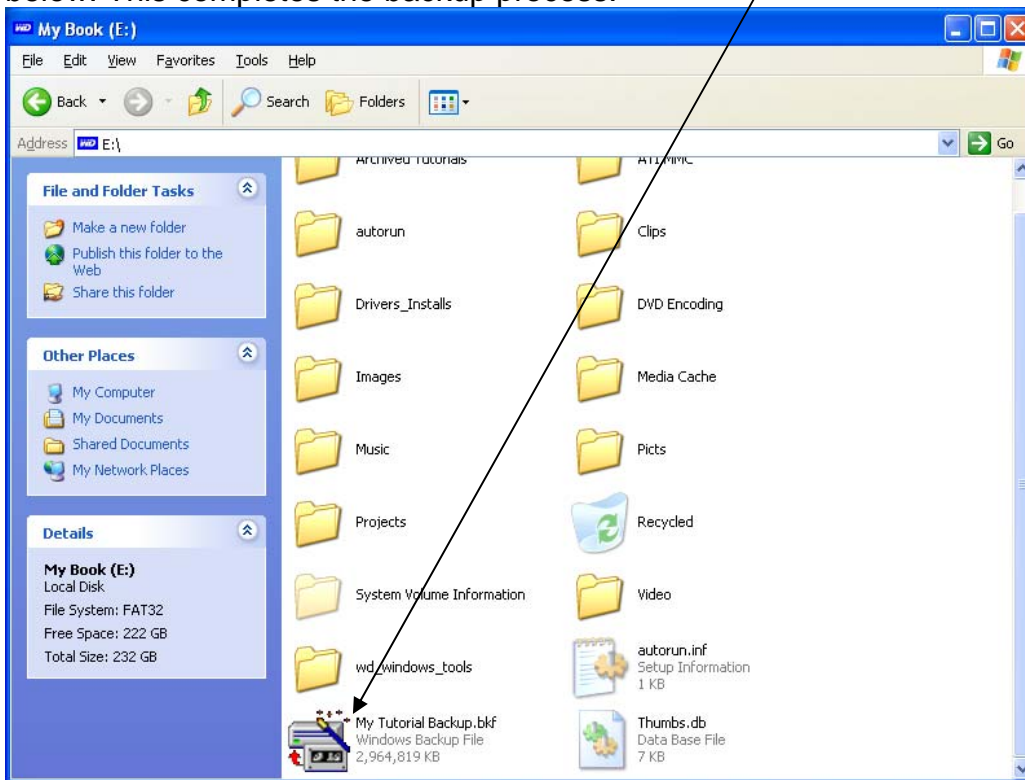 below. This completes the backup process.
WD My Book (E:)
File Edit View Favorites Tools Help
Back Search Folders
Address WD E:\ Go
File and Folder Tasks
Make a new folder
Publish this folder to the
Web
Share this folder
Other Places
My Computer
My Documents
Shared Documents
My Network Places
Details
My Book (E:)
Local Disk
File System: FAT32
Free Space: 222 GB
Total Size: 232 GB
Archived Tutorials ATI MMC
autorun Clips
Drivers_Installs DVD Encoding
Images Media Cache
Music Picts
Projects Recycled
System Volume Information Video
wd_windows_tools
autorun.inf
Setup Information
1 KB
My Tutorial Backup.bkf
Windows Backup File
2,964,819 KB
Thumbs.db
Data Base File
7 KB